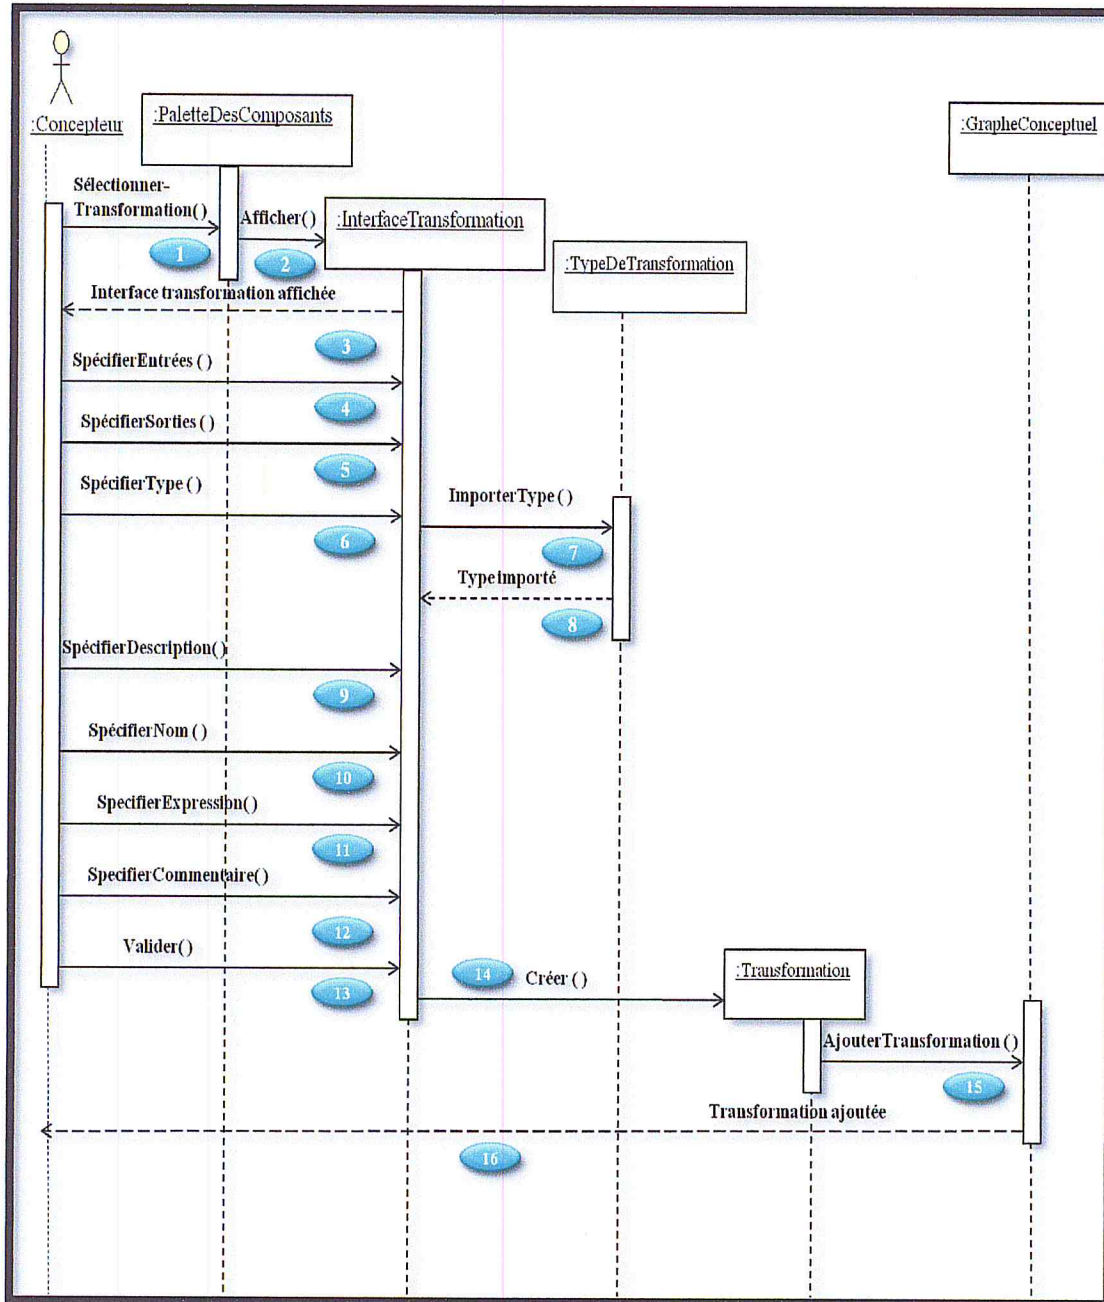 :Concepteur
:PaletteDesComposants
:GrapheConceptuel
Sélectionner-
Transformation()
1
Afficher()
2
:InterfaceTransformation
:TypeDeTransformation
Interface transformation affichée
3
SpécifierEntrées ( )
4
SpécifierSorties ( )
5
SpécifierType ( )
6
ImporterType ( )
7
Type importé
8
SpécifierDescription()
9
SpécifierNom ( )
10
SpecifierExpression()
11
SpecifierCommentaire()
12
Valider()
13
14
Créer ( )
:Transformation
AjouterTransformation ( )
15
Transformation ajoutée
16